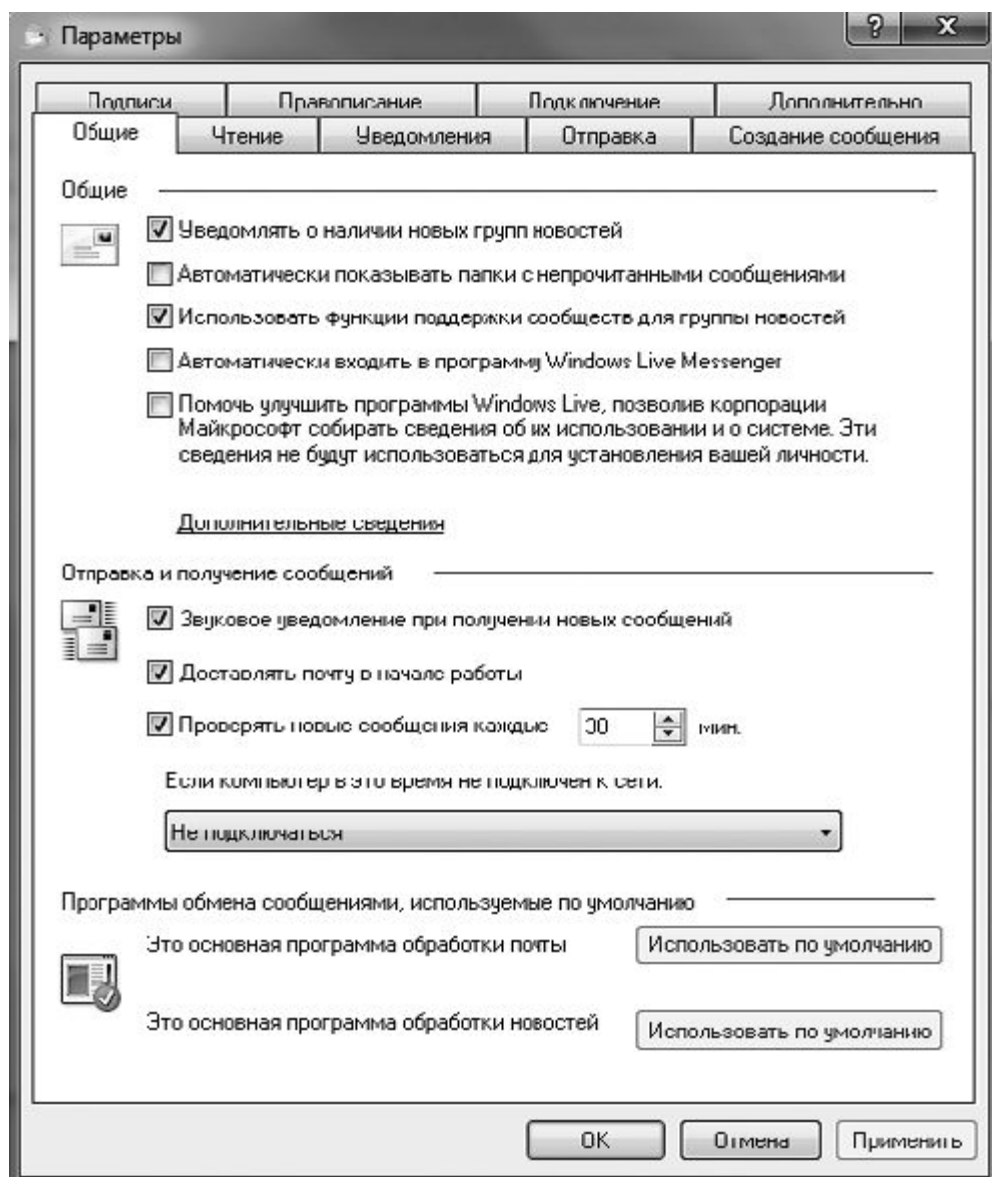 Параметры
Подписи Правописание Подключение Дополнительно
Общие Чтение Уведомления Отправка Создание сообщения
Общие
Уведомлять о наличии новых групп новостей
Автоматически показывать папки с непрочитанными сообщениями
Использовать функции поддержки сообществ для группы новостей
Автоматически входить в программу Windows Live Messenger
Помочь улучшить программы Windows Live, позволив корпорации
Майкрософт собирать сведения об их использовании и о системе. Эти
сведения не будут использоваться для установления вашей личности.
Дополнительные сведения
Отправка и получение сообщений
Звуковое уведомление при получении новых сообщений
Доставлять почту в начале работы
Проверять новые сообщения каждые 30 мин.
Если компьютер в это время не подключен к сети:
Не подключаться
Программы обмена сообщениями, используемые по умолчанию
Это основная программа обработки почты Использовать по умолчанию
Это основная программа обработки новостей Использовать по умолчанию
OK Отмена Применить